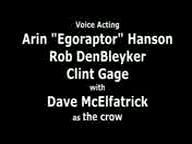 Voice Acting
Arin "Egoraptor" Hanson
Rob DenBleyker
Clint Gage
with
Dave McElfatrick
as the crow